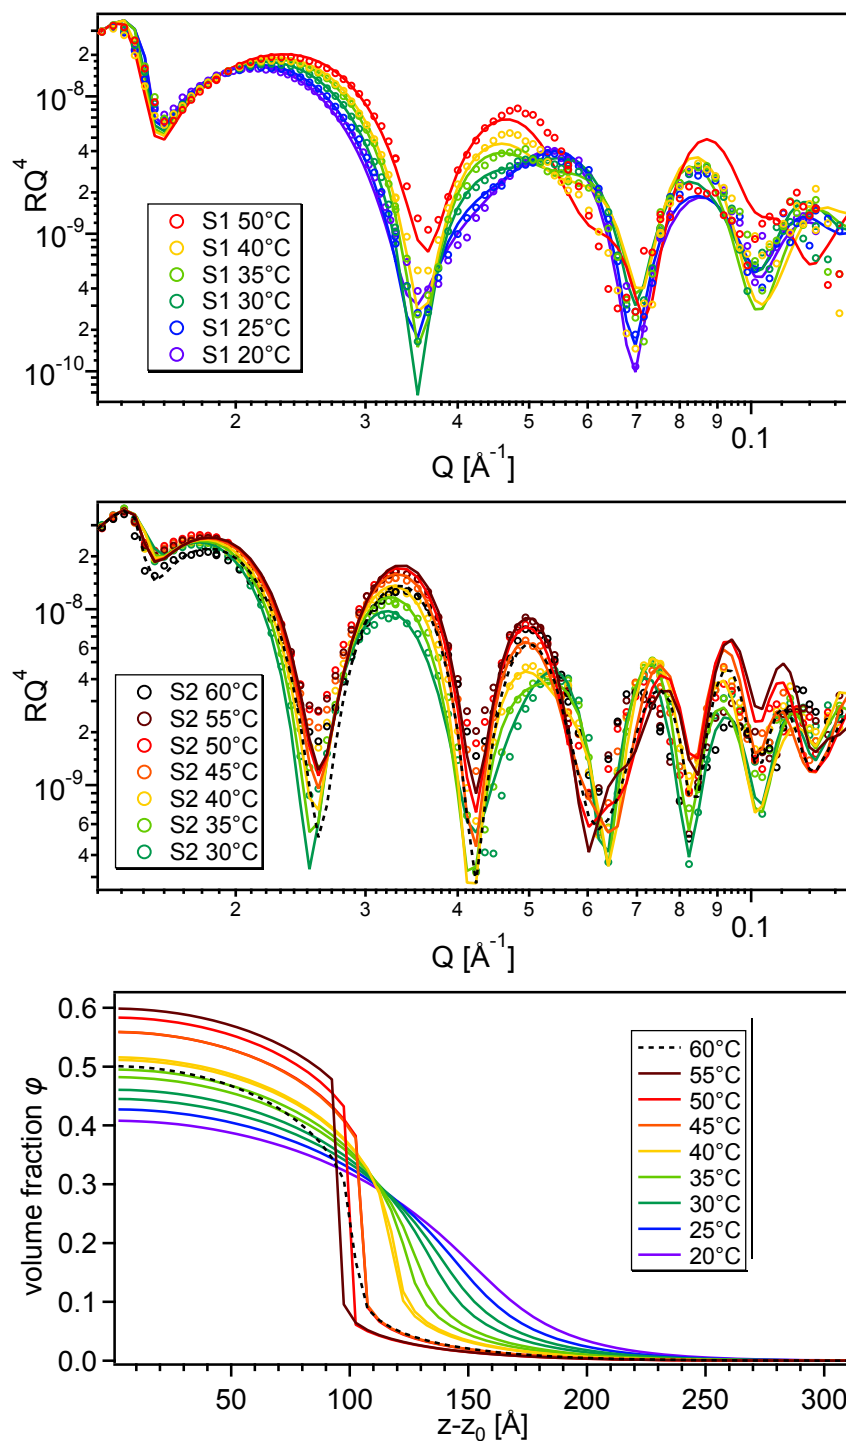 RQ⁴
2
10⁻⁸
4
2
10⁻⁹
4
2
10⁻¹⁰
S1 50°C
S1 40°C
S1 35°C
S1 30°C
S1 25°C
S1 20°C
2 3 4 5 6 7 8 9 0.1
Q [Å⁻¹]
RQ⁴
2
10⁻⁸
6
4
2
10⁻⁹
6
4
S2 60°C
S2 55°C
S2 50°C
S2 45°C
S2 40°C
S2 35°C
S2 30°C
2 3 4 5 6 7 8 9 0.1
Q [Å⁻¹]
volume fraction φ
0.6
0.5
0.4
0.3
0.2
0.1
0.0
60°C
55°C
50°C
45°C
40°C
35°C
30°C
25°C
20°C
50 100 150 200 250 300
z-z₀ [Å]